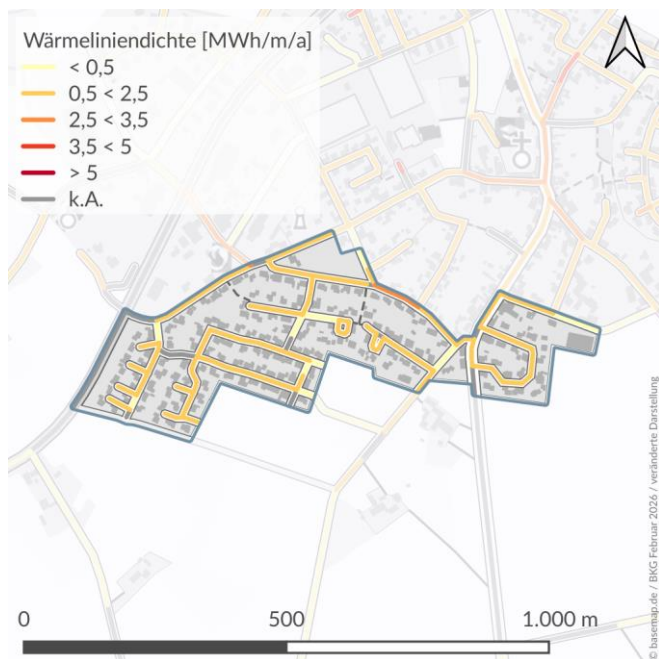 Wärmeliniendichte [MWh/m/a]
< 0,5
0,5 < 2,5
2,5 < 3,5
3,5 < 5
> 5
k.A.
0 500 1.000 m
© basemap.de / BKG Februar 2026 / veränderte Darstellung